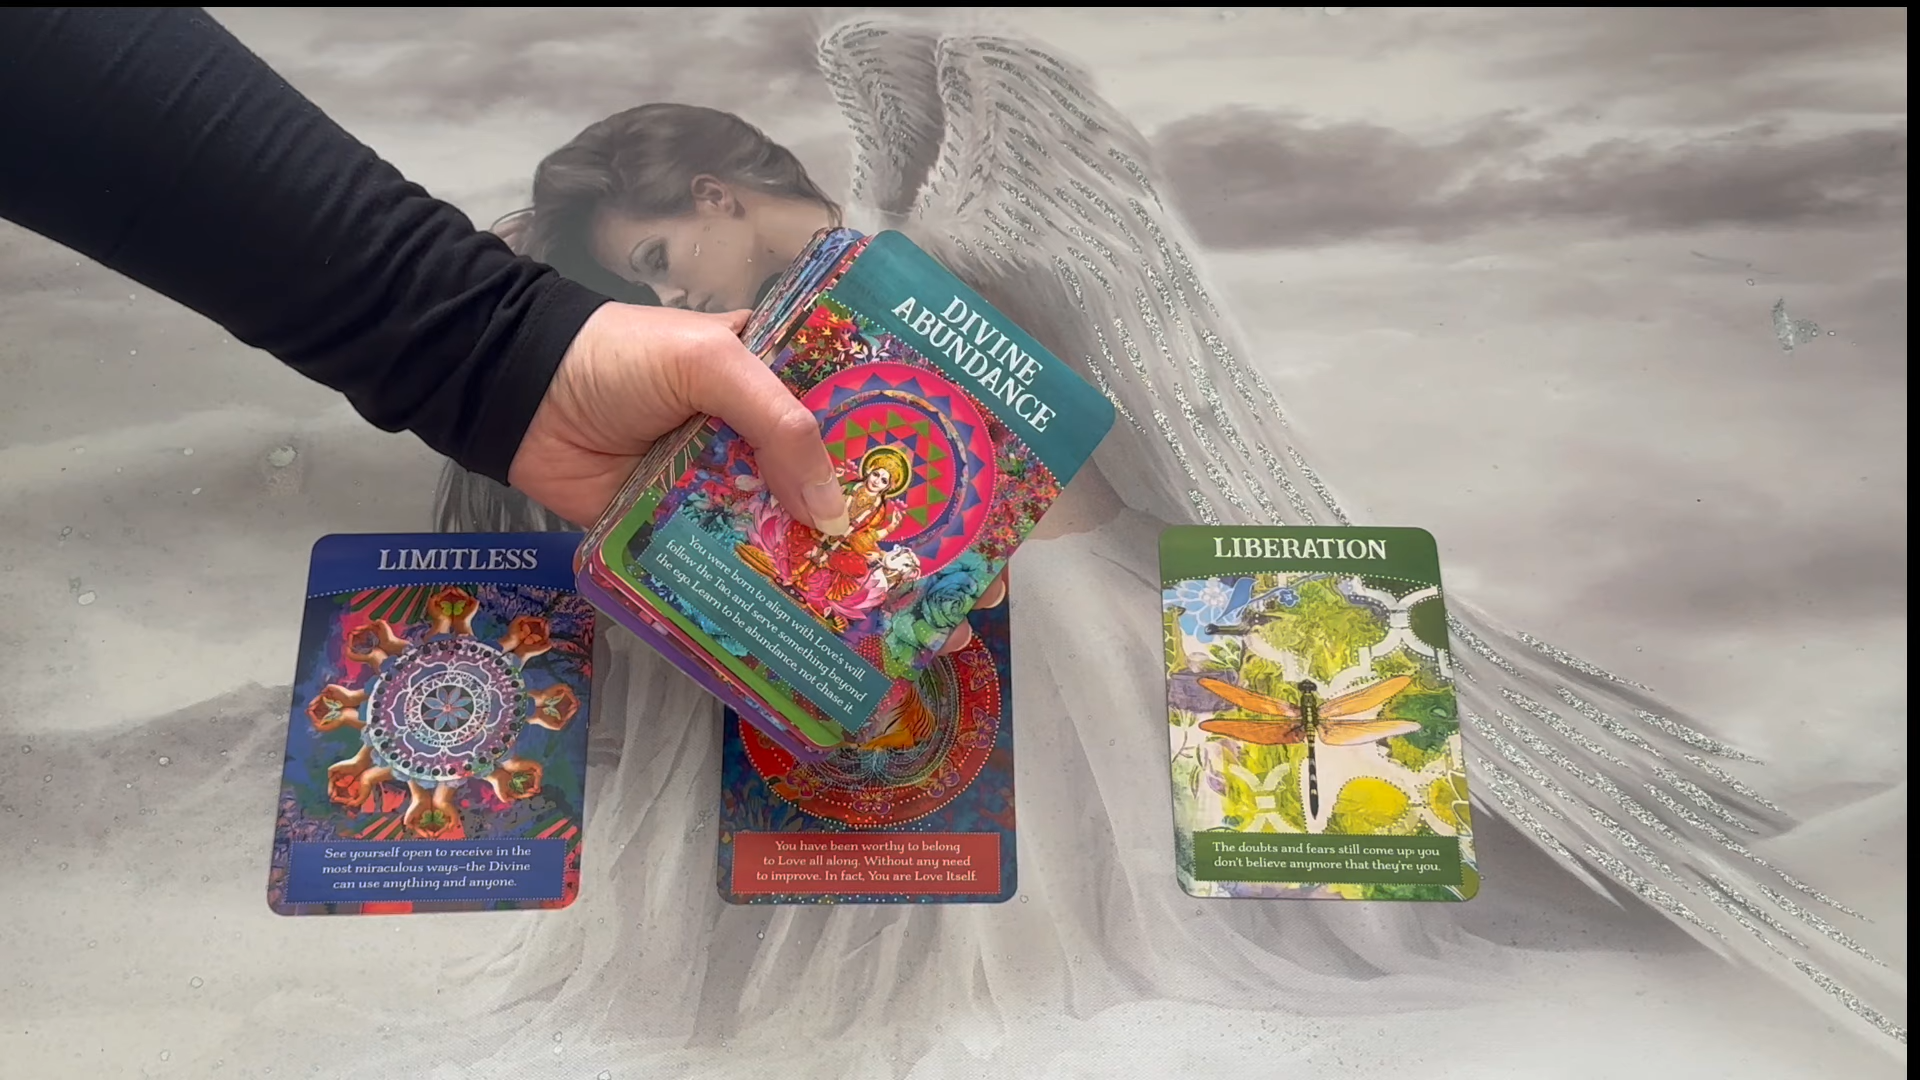 DIVINE
ABUNDANCE
You were born to align with Love's will,
follow the Tao, and serve something beyond
the ego. Learn to be abundance, not chase it.
LIMITLESS
See yourself open to receive in the
most miraculous ways—the Divine
can use anything and anyone.
You have been worthy to belong
to Love all along. Without any need
to improve. In fact, You are Love Itself.
LIBERATION
The doubts and fears still come up; you
don't believe anymore that they're you.